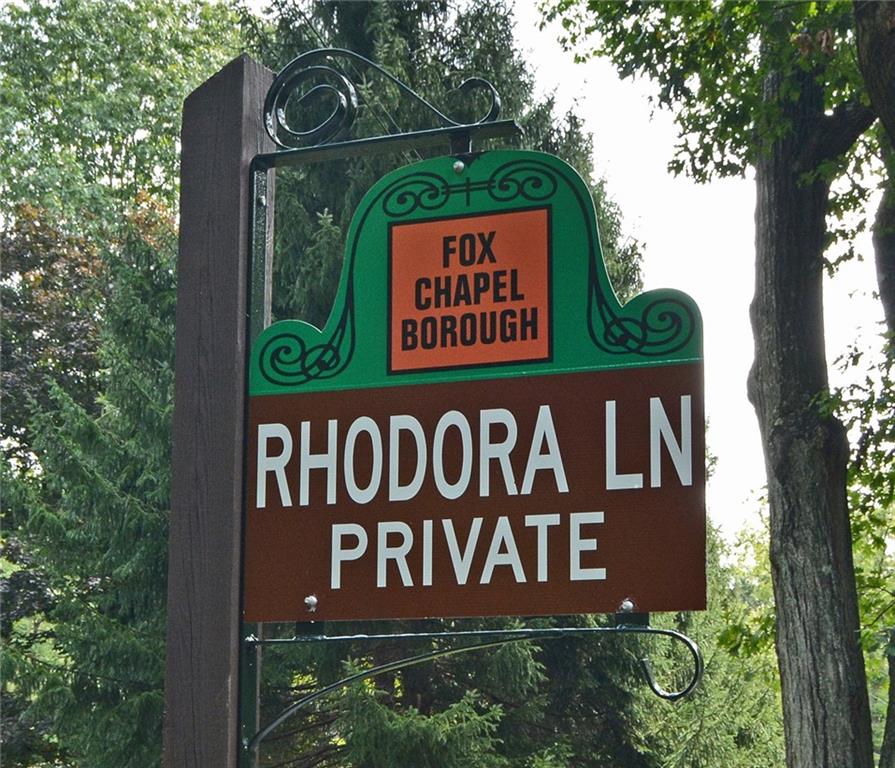 FOX
CHAPEL
BOROUGH
RHODORA LN
PRIVATE